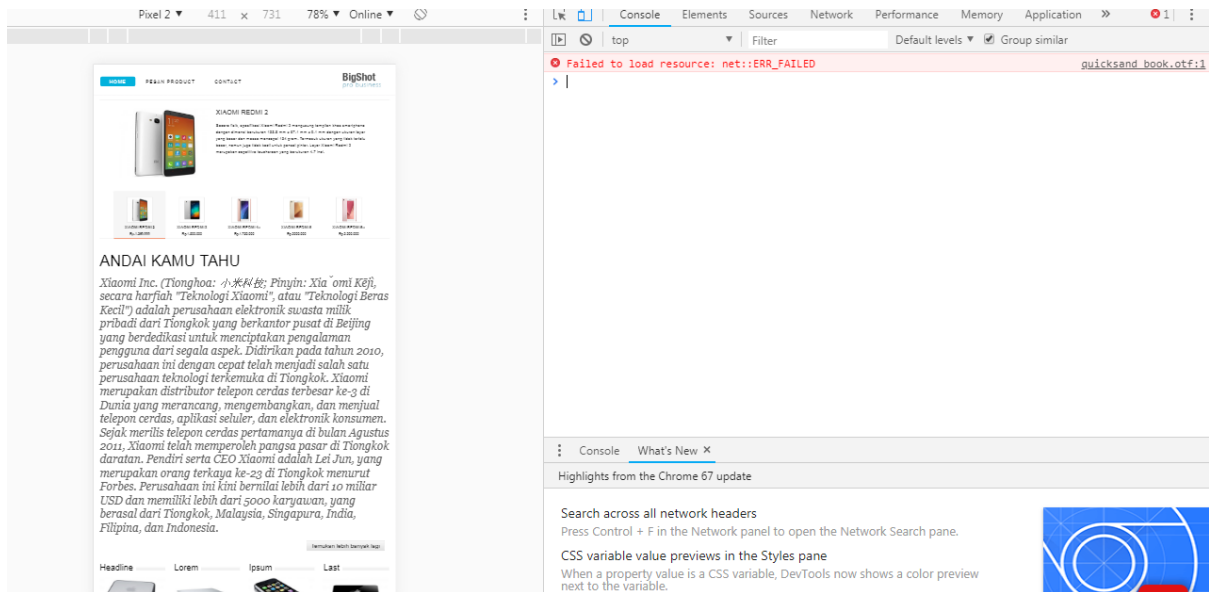 Pixel 2 ▼ 411 x 731 78% ▼ Online ▼
Console Elements Sources Network Performance Memory Application » 1
top ▼ Filter Default levels ▼ Group similar
Failed to load resource: net::ERR_FAILED quicksand book.otf:1
>
HOME PESAN PRODUCT CONTACT
BigShot
pro business
XIAOMI REDMI 2
ANDAI KAMU TAHU
Xiaomi Inc. (Tionghoa: 小米科技; Pinyin: Xiaˇomi Kējì,
secara harfiah "Teknologi Xiaomi", atau "Teknologi Beras
Kecil") adalah perusahaan elektronik swasta milik
pribadi dari Tiongkok yang berkantor pusat di Beijing
yang berdedikasi untuk menciptakan pengalaman
pengguna dari segala aspek. Didirikan pada tahun 2010,
perusahaan ini dengan cepat telah menjadi salah satu
perusahaan teknologi terkemuka di Tiongkok. Xiaomi
merupakan distributor telepon cerdas terbesar ke-3 di
Dunia yang merancang, mengembangkan, dan menjual
telepon cerdas, aplikasi seluler, dan elektronik konsumen.
Sejak merilis telepon cerdas pertamanya di bulan Agustus
2011, Xiaomi telah memperoleh pangsa pasar di Tiongkok
daratan. Pendiri serta CEO Xiaomi adalah Lei Jun, yang
merupakan orang terkaya ke-23 di Tiongkok menurut
Forbes. Perusahaan ini kini bernilai lebih dari 10 miliar
USD dan memiliki lebih dari 5000 karyawan, yang
berasal dari Tiongkok, Malaysia, Singapura, India,
Filipina, dan Indonesia.
Temukan lebih banyak lagi
Headline Lorem Ipsum Last
Console What's New ×
Highlights from the Chrome 67 update
Search across all network headers
Press Control + F in the Network panel to open the Network Search pane.
CSS variable value previews in the Styles pane
When a property value is a CSS variable, DevTools now shows a color preview
next to the variable.